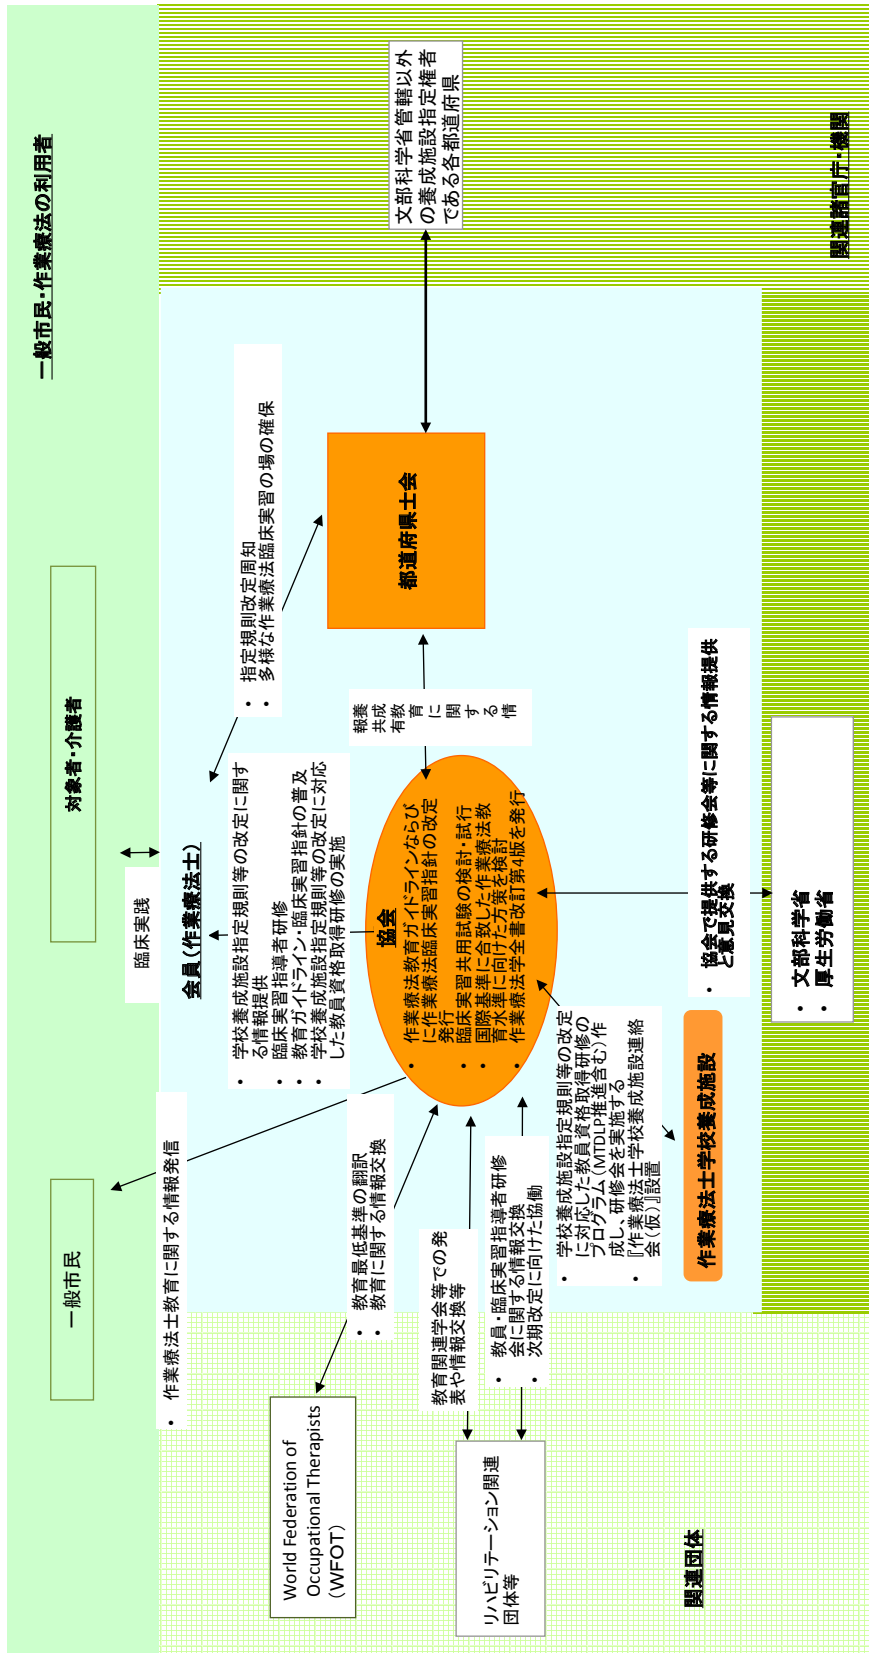 一般市民・作業療法の利用者
一般市民
対象者・介護者
・作業療法士教育に関する情報発信
臨床実践
会員(作業療法士)
・指定規則改定周知
・多様な作業療法臨床実習の場の確保
・学校養成施設指定規則等の改定に関す
る情報提供
・臨床実習指導者研修
・教育ガイドライン・臨床実習指針の普及
・学校養成施設指定規則等の改定に対応
した教員資格取得研修の実施
World Federation of
Occupational Therapists
(WFOT)
・教育最低基準の翻訳
・教育に関する情報交換
協会
・作業療法教育ガイドラインならび
に作業療法臨床実習指針の改定
発行
・臨床実習共用試験の検討・試行
・国際基準に合致した作業療法教
育水準に向けた方策を検討
・作業療法学全書改訂第4版を発行
養成教育に関する情
報共有
都道府県士会
文部科学省管轄以外
の養成施設指定権者
である各都道府県
教育関連学会等での発
表や情報交換等
・教員・臨床実習指導者研修
会に関する情報交換
・次期改定に向けた協働
リハビリテーション関連
団体等
・学校養成施設指定規則等の改定
に対応した教員資格取得研修の
プログラム(MTDLP推進含む)作
成し、研修会を実施する
・『作業療法士学校養成施設連絡
会(仮)』設置
作業療法士学校養成施設
・協会で提供する研修会等に関する情報提供
と意見交換
・文部科学省
・厚生労働省
関連団体
関連諸官庁・機関